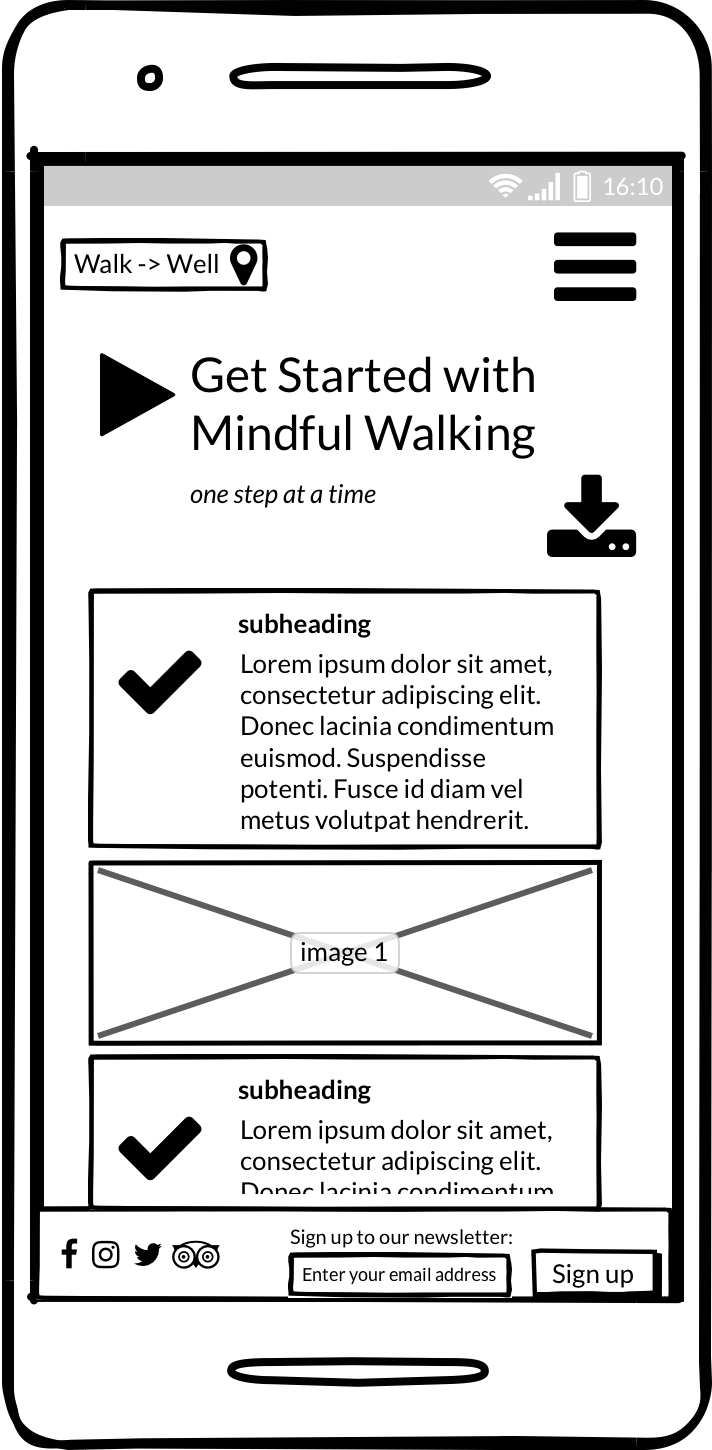 16:10
Walk -> Well
Get Started with
Mindful Walking
one step at a time
subheading
Lorem ipsum dolor sit amet,
consectetur adipiscing elit.
Donec lacinia condimentum
euismod. Suspendisse
potenti. Fusce id diam vel
metus volutpat hendrerit.
image 1
subheading
Lorem ipsum dolor sit amet,
consectetur adipiscing elit.
Donec lacinia condimentum
Sign up to our newsletter:
Enter your email address
Sign up